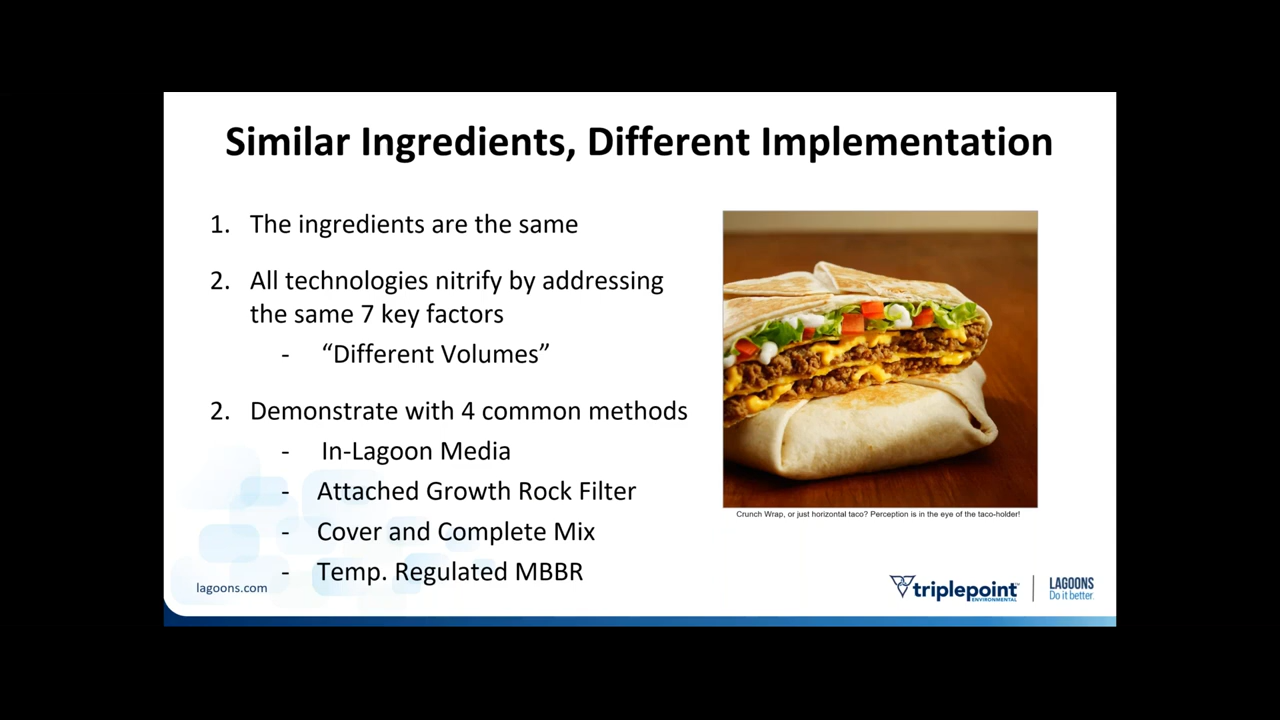 Similar Ingredients, Different Implementation
1. The ingredients are the same
2. All technologies nitrify by addressing
the same 7 key factors
- “Different Volumes”
2. Demonstrate with 4 common methods
- In-Lagoon Media
- Attached Growth Rock Filter
- Cover and Complete Mix
- Temp. Regulated MBBR
Crunch Wrap, or just horizontal taco? Perception is in the eye of the taco-holder!
lagoons.com
triplepoint™
ENVIRONMENTAL
LAGOONS
Do it better.